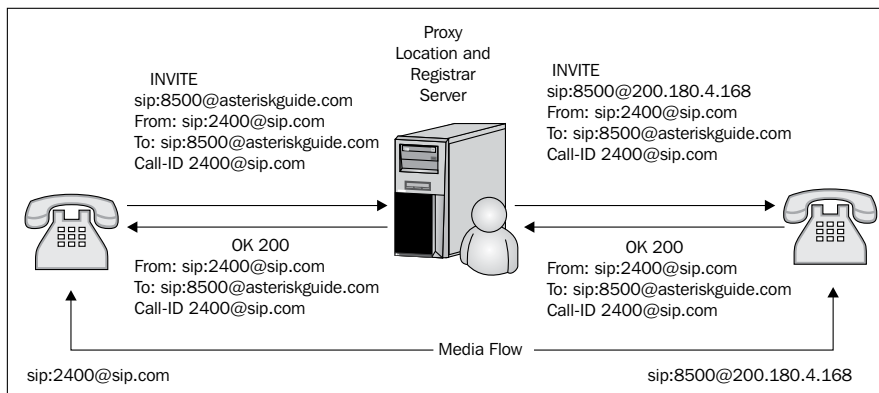 Proxy
Location and
Registrar
Server
INVITE
sip:8500@asteriskguide.com
From: sip:2400@sip.com
To: sip:8500@asteriskguide.com
Call-ID 2400@sip.com
INVITE
sip:8500@200.180.4.168
From: sip:2400@sip.com
To: sip:8500@asteriskguide.com
Call-ID 2400@sip.com
OK 200
From: sip:2400@sip.com
To: sip:8500@asteriskguide.com
Call-ID 2400@sip.com
OK 200
From: sip:2400@sip.com
To: sip:8500@asteriskguide.com
Call-ID 2400@sip.com
Media Flow
sip:2400@sip.com
sip:8500@200.180.4.168